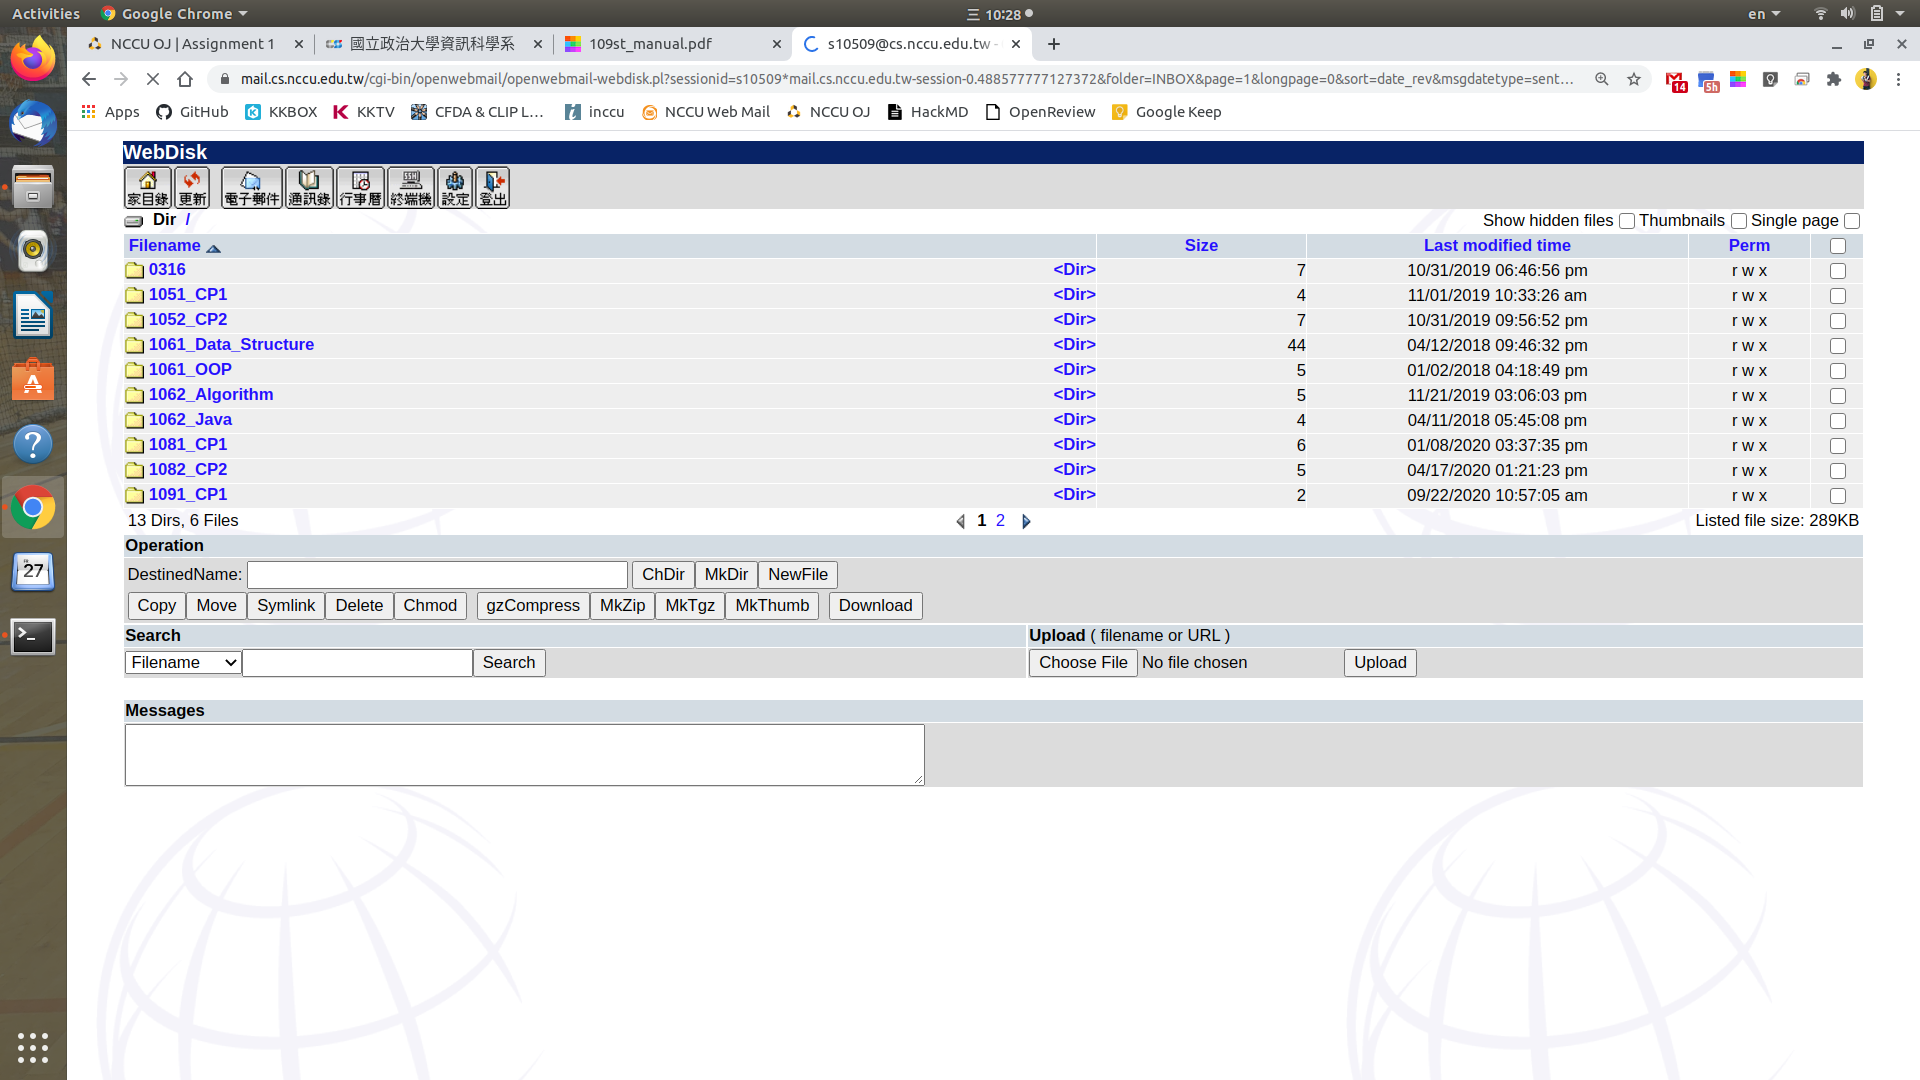 Activities Google Chrome 三 10:28 en
NCCU OJ | Assignment 1 國立政治大學資訊科學系 109st_manual.pdf s10509@cs.nccu.edu.tw -
mail.cs.nccu.edu.tw/cgi-bin/openwebmail/openwebmail-webdisk.pl?sessionid=s10509*mail.cs.nccu.edu.tw-session-0.488577777127372&folder=INBOX&page=1&longpage=0&sort=date_rev&msgdatetype=sent... 14 5h
Apps GitHub KKBOX KKTV CFDA & CLIP L... inccu NCCU Web Mail NCCU OJ HackMD OpenReview Google Keep
WebDisk
家目錄 更新 電子郵件 通訊錄 行事曆 終端機 設定 登出
Dir / Show hidden files Thumbnails Single page
Filename Size Last modified time Perm
0316 <Dir> 7 10/31/2019 06:46:56 pm r w x
1051_CP1 <Dir> 4 11/01/2019 10:33:26 am r w x
1052_CP2 <Dir> 7 10/31/2019 09:56:52 pm r w x
1061_Data_Structure <Dir> 44 04/12/2018 09:46:32 pm r w x
1061_OOP <Dir> 5 01/02/2018 04:18:49 pm r w x
1062_Algorithm <Dir> 5 11/21/2019 03:06:03 pm r w x
1062_Java <Dir> 4 04/11/2018 05:45:08 pm r w x
1081_CP1 <Dir> 6 01/08/2020 03:37:35 pm r w x
1082_CP2 <Dir> 5 04/17/2020 01:21:23 pm r w x
1091_CP1 <Dir> 2 09/22/2020 10:57:05 am r w x
13 Dirs, 6 Files 1 2 Listed file size: 289KB
Operation
DestinedName: ChDir MkDir NewFile
Copy Move Symlink Delete Chmod gzCompress MkZip MkTgz MkThumb Download
Search Upload ( filename or URL )
Filename Search Choose File No file chosen Upload
Messages
27